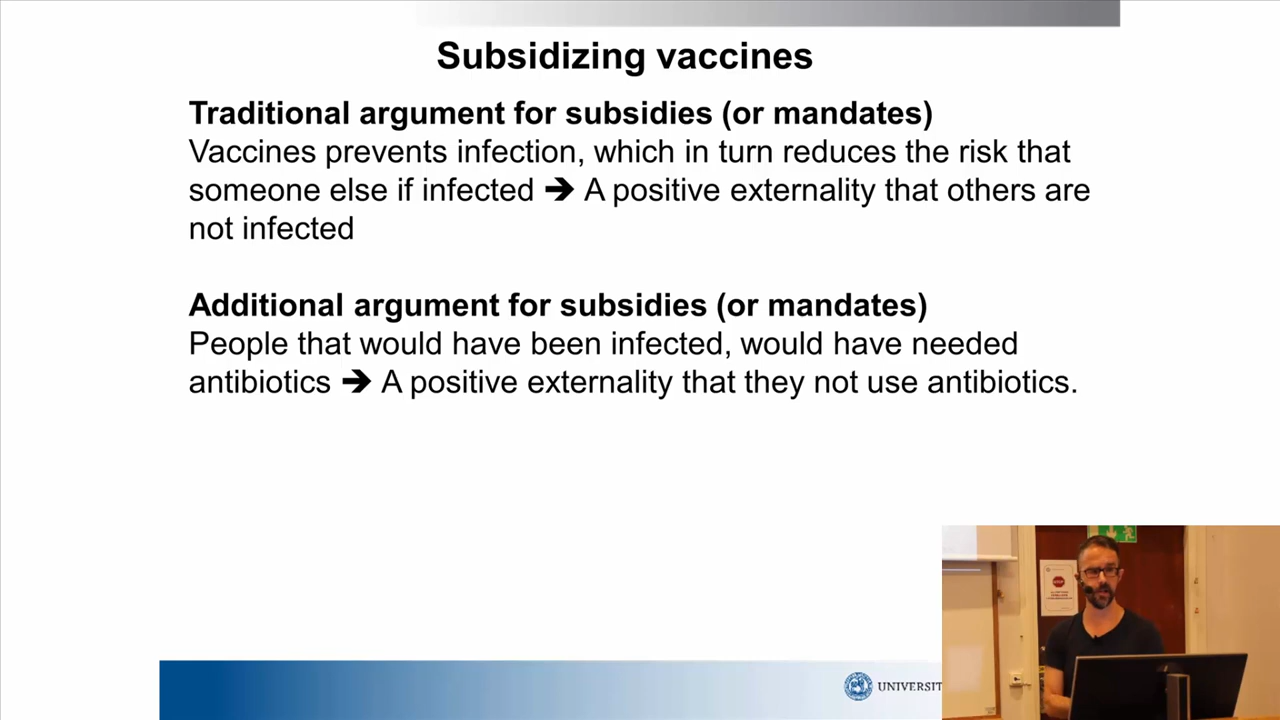 Subsidizing vaccines
Traditional argument for subsidies (or mandates)
Vaccines prevents infection, which in turn reduces the risk that
someone else if infected ➔ A positive externality that others are
not infected
Additional argument for subsidies (or mandates)
People that would have been infected, would have needed
antibiotics ➔ A positive externality that they not use antibiotics.
STOP
UNIVERSIT